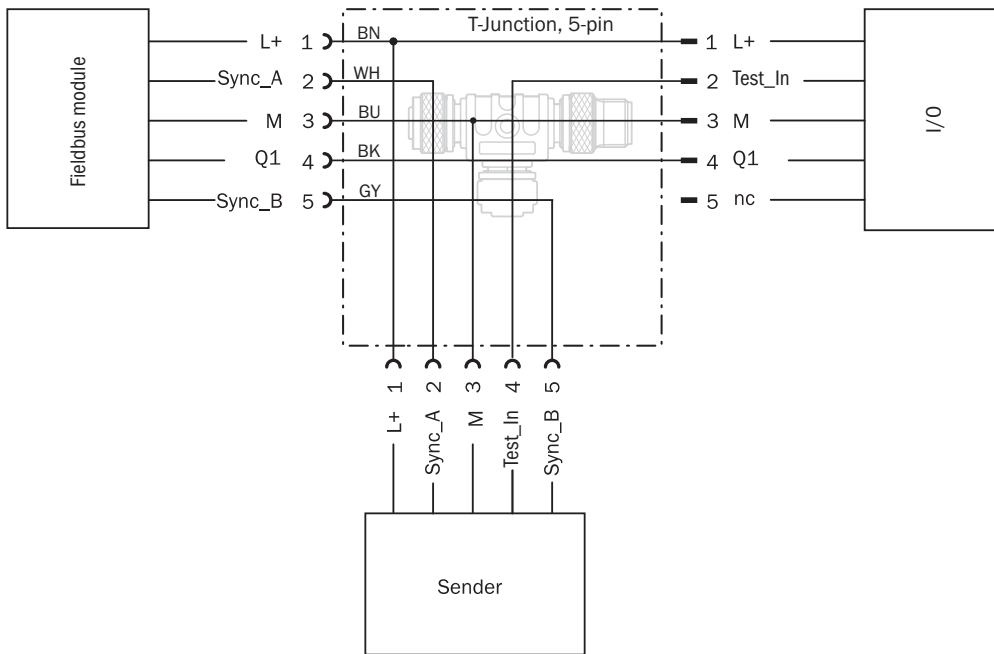 T-Junction, 5-pin
Fieldbus module
L+ 1 BN
Sync_A 2 WH
M 3 BU
Q1 4 BK
Sync_B 5 GY
1 L+
2 Test_In
3 M
4 Q1
5 nc
I/O
1 L+
2 Sync_A
3 M
4 Test_In
5 Sync_B
Sender